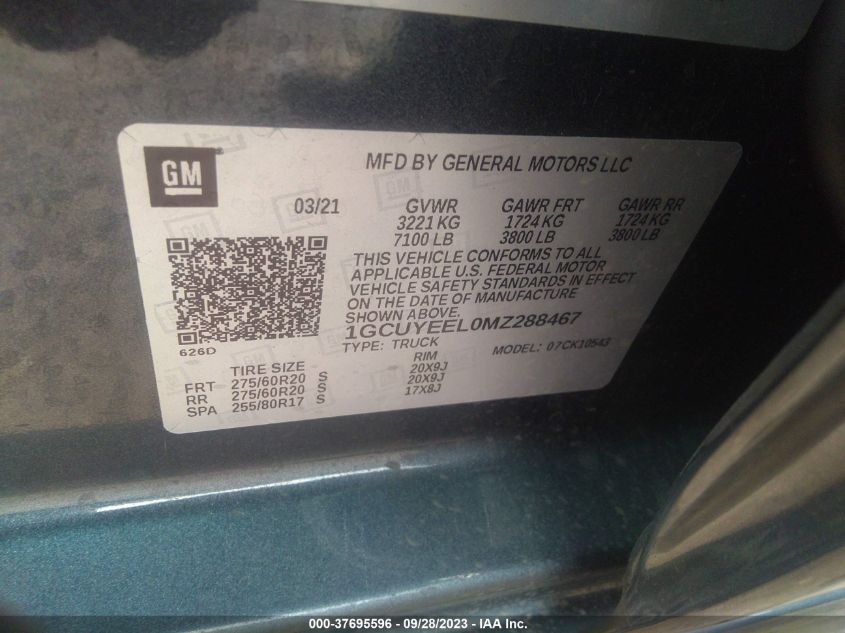 GM
MFD BY GENERAL MOTORS LLC
03/21 GVWR GAWR FRT GAWR RR
3221 KG 1724 KG 1724 KG
7100 LB 3800 LB 3800 LB
THIS VEHICLE CONFORMS TO ALL
APPLICABLE U.S. FEDERAL MOTOR
VEHICLE SAFETY STANDARDS IN EFFECT
ON THE DATE OF MANUFACTURE
SHOWN ABOVE.
1GCUYEEL0MZ288467
TYPE: TRUCK MODEL: 07CK10543
626D
TIRE SIZE RIM
FRT 275/60R20 S 20X9J
RR 275/60R20 S 20X9J
SPA 255/80R17 S 17X8J
000-37695596 - 09/28/2023 - IAA Inc.